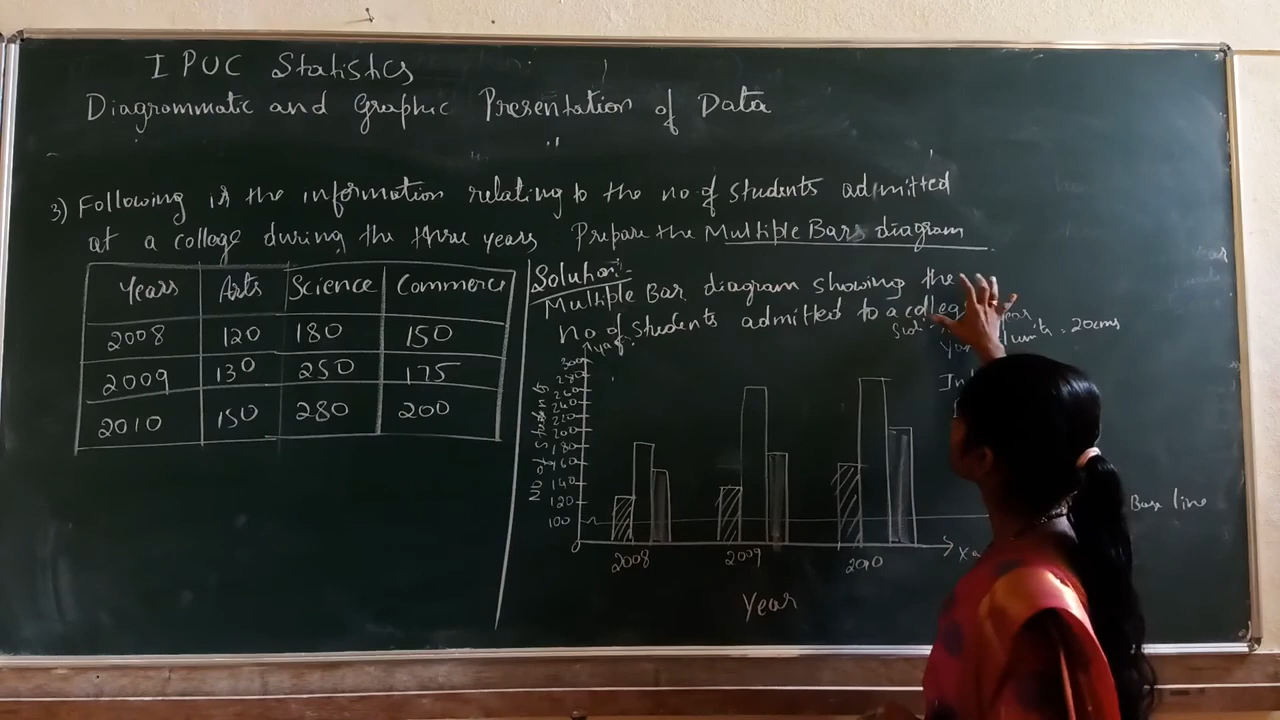 I PUC Statistics
Diagrammatic and Graphic Presentation of Data
3) Following is the information relating to the no. of students admitted
at a college during the three years. Prepare the Multiple Bars diagram
Years Arts Science Commerce
2008 120 180 150
2009 130 250 175
2010 150 280 200
Solution:-
Multiple Bar diagram showing the
no of students admitted to a college
= 20cms
300
280
260
240
220
200
180
160
140
120
100
0
No of students
2008 2009 2010
Base line
Year